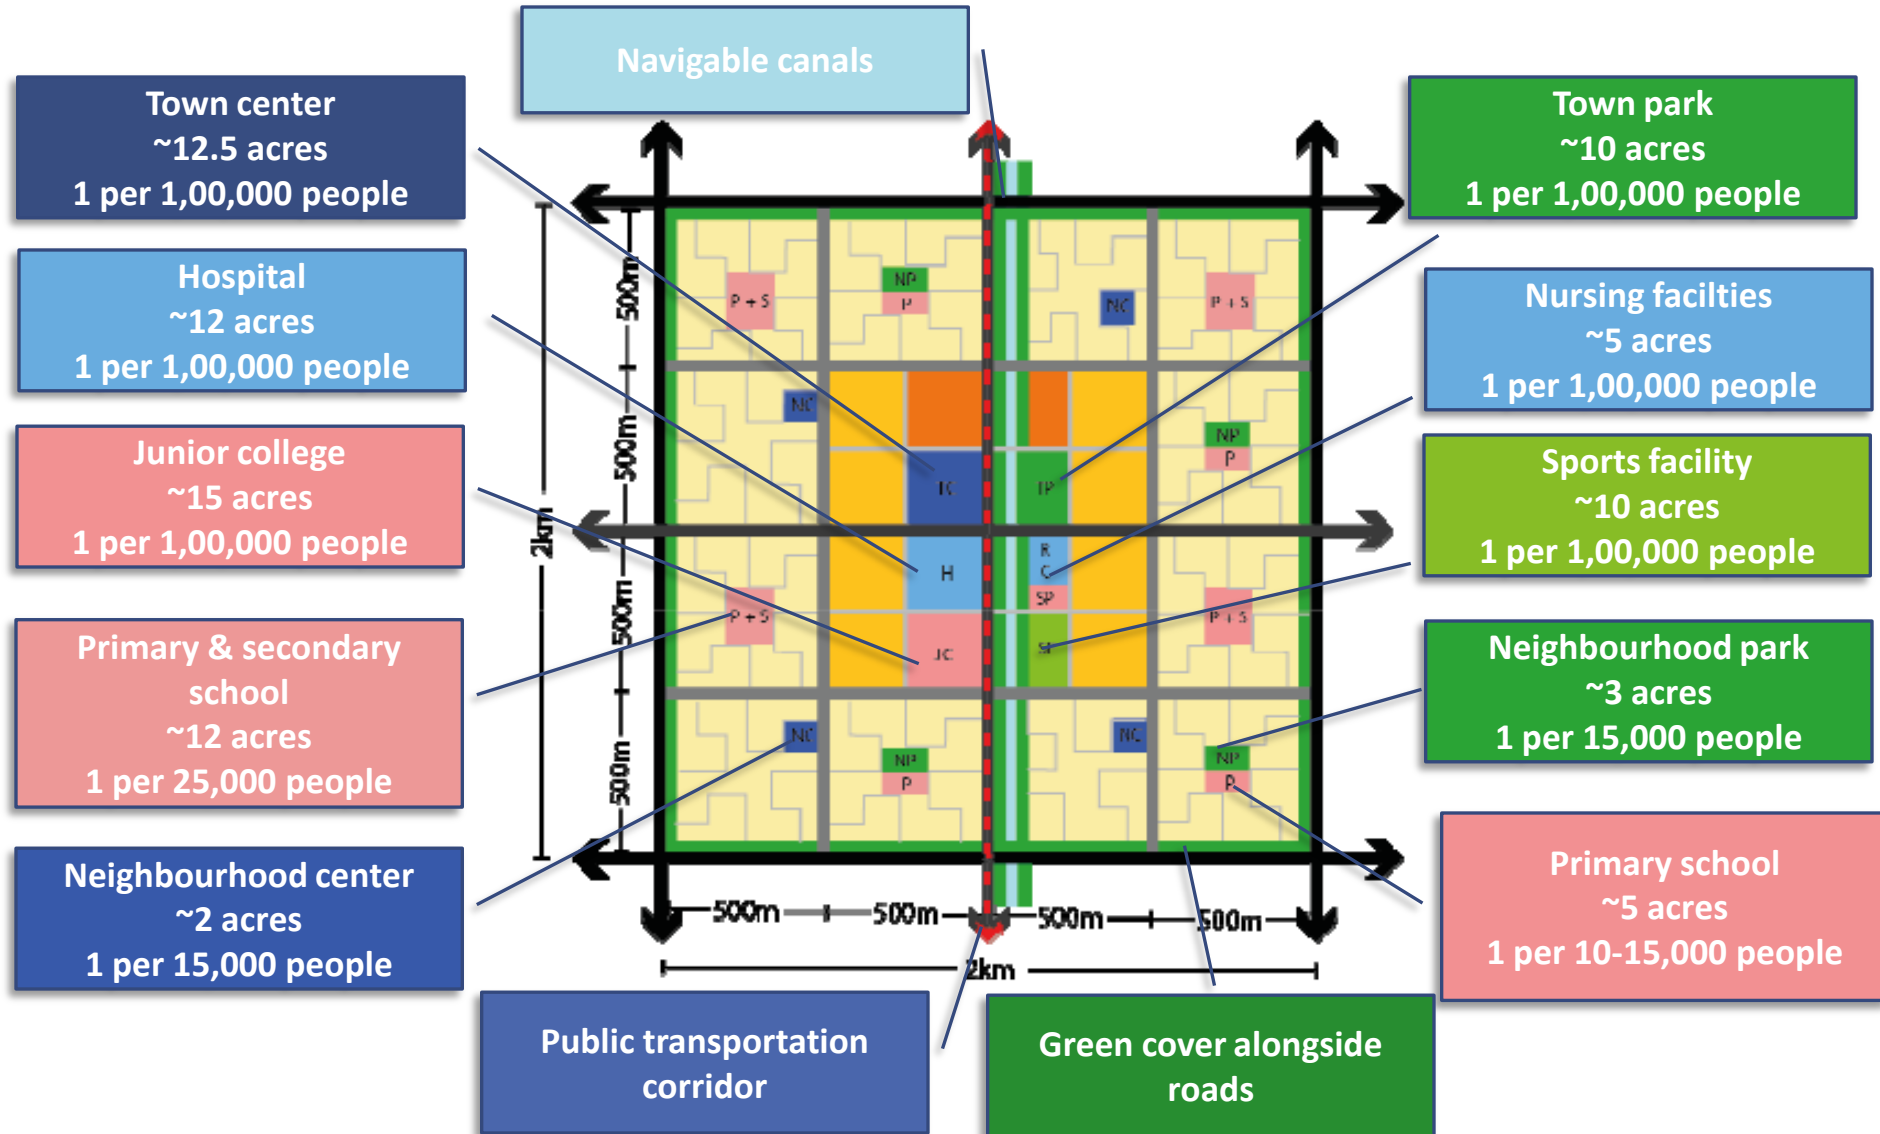 Navigable canals
Town center
~12.5 acres
1 per 1,00,000 people
Hospital
~12 acres
1 per 1,00,000 people
Junior college
~15 acres
1 per 1,00,000 people
Primary & secondary
school
~12 acres
1 per 25,000 people
Neighbourhood center
~2 acres
1 per 15,000 people
Town park
~10 acres
1 per 1,00,000 people
Nursing facilties
~5 acres
1 per 1,00,000 people
Sports facility
~10 acres
1 per 1,00,000 people
Neighbourhood park
~3 acres
1 per 15,000 people
Primary school
~5 acres
1 per 10-15,000 people
Public transportation
corridor
Green cover alongside
roads
2km
500m
500m
500m
500m
P + S
NP
P
NC
P + S
NC
TC
TP
NP
P
P + S
H
R
C
SP
P + S
JC
SF
NC
NP
P
NC
NP
P
500m
500m
500m
500m
2km